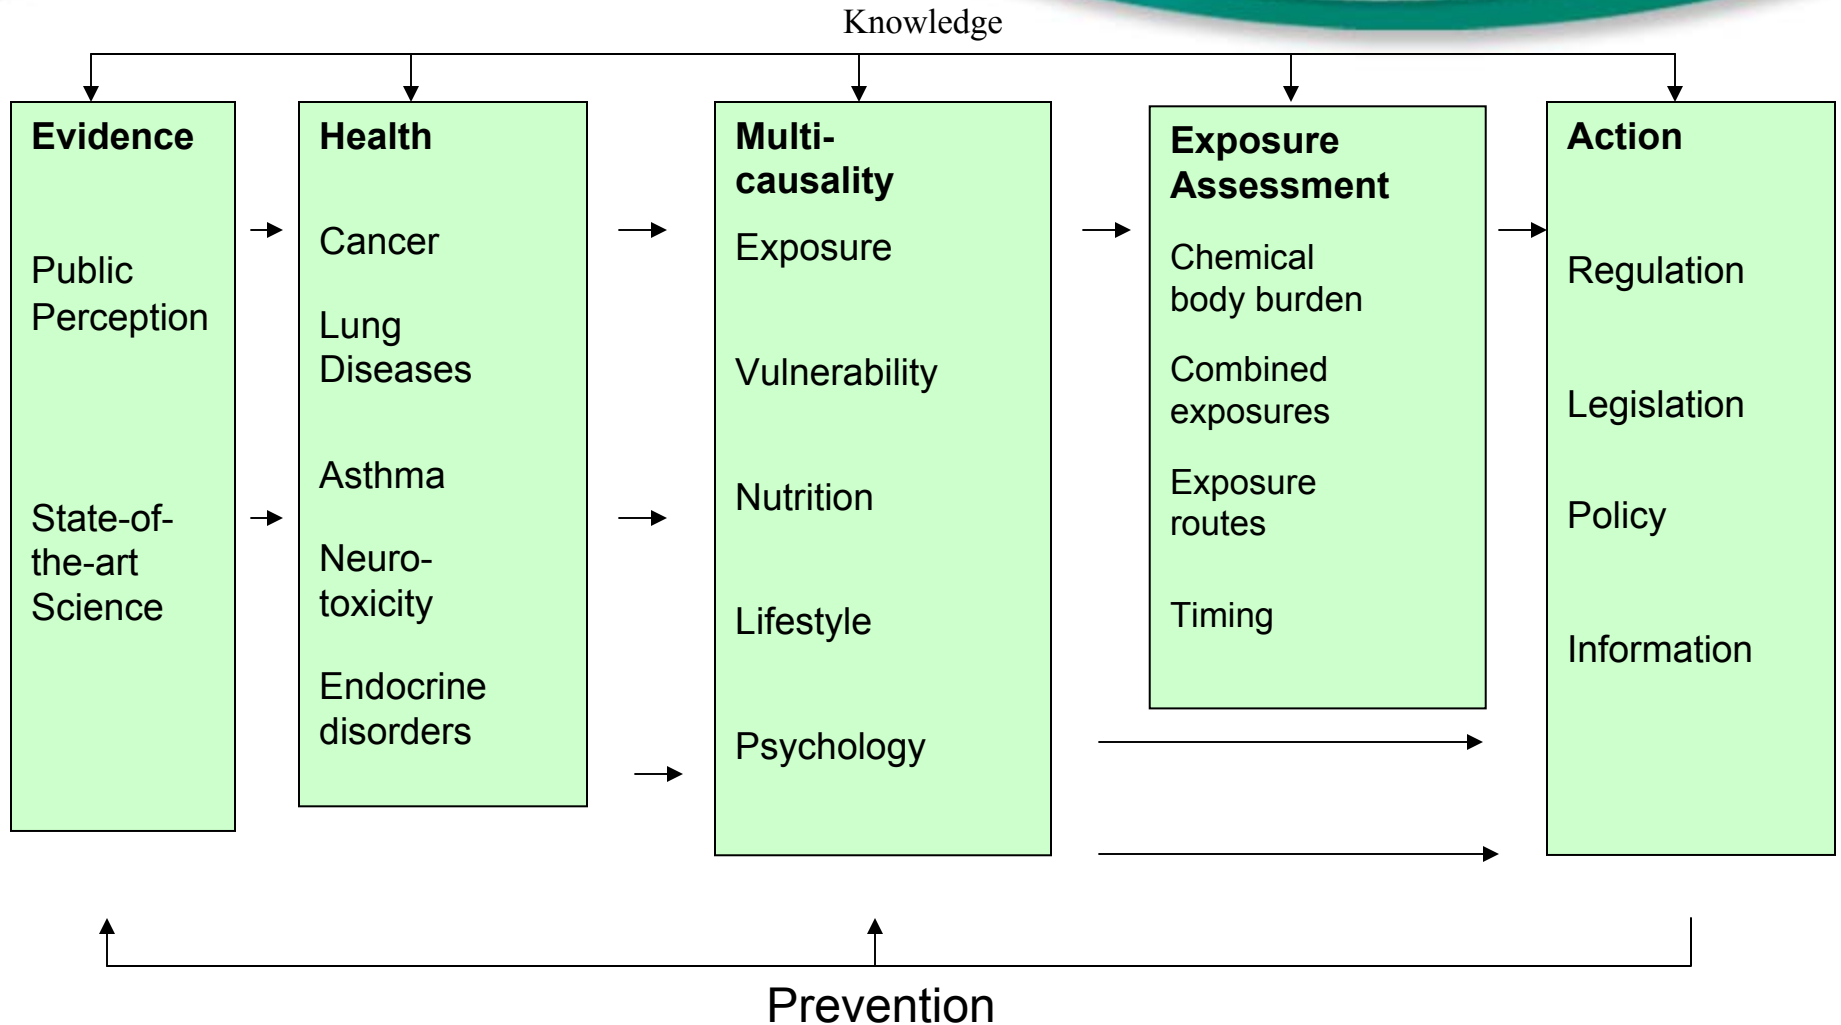 Knowledge
Evidence
Public
Perception
State-of-
the-art
Science
Health
Cancer
Lung
Diseases
Asthma
Neuro-
toxicity
Endocrine
disorders
Multi-
causality
Exposure
Vulnerability
Nutrition
Lifestyle
Psychology
Exposure
Assessment
Chemical
body burden
Combined
exposures
Exposure
routes
Timing
Action
Regulation
Legislation
Policy
Information
Prevention